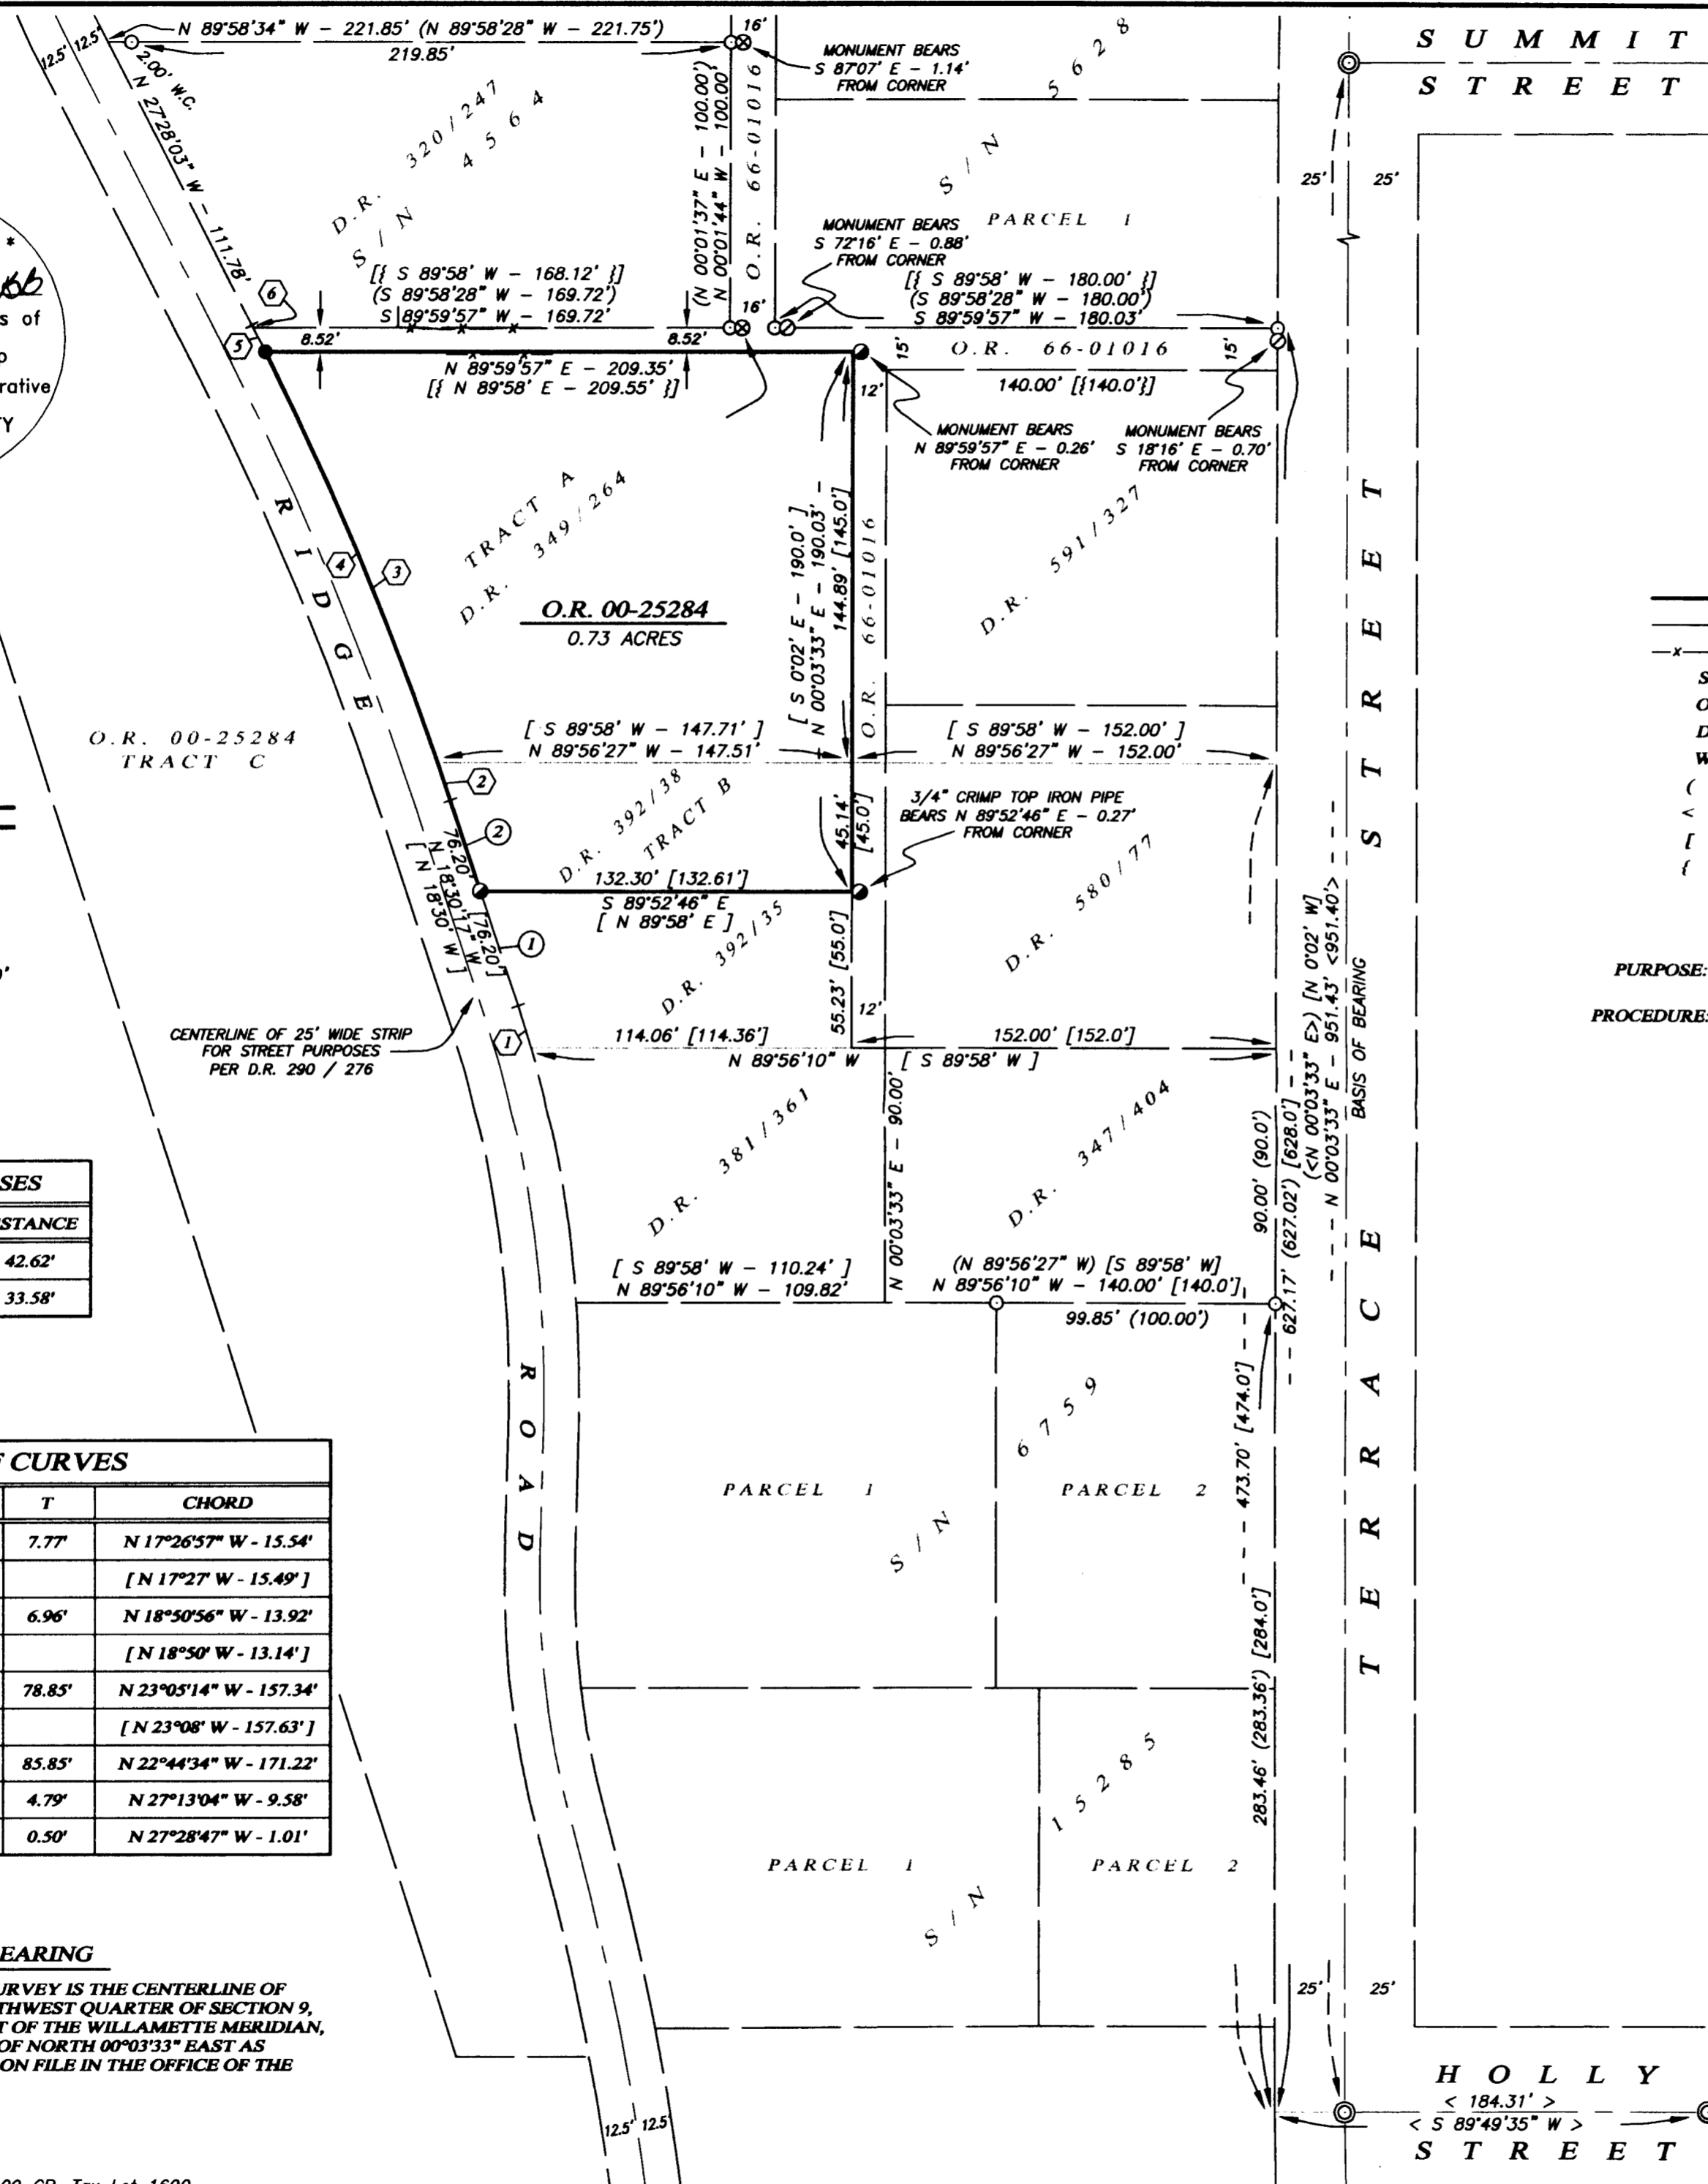 N 89°58'34" W - 221.85' (N 89°58'28" W - 221.75')
219.85'
12.5' 12.5'
2.00' W.C.
N 27°28'03" W - 111.78'
16'
MONUMENT BEARS
S 87°07' E - 1.14'
FROM CORNER
S U M M I T
S T R E E T
D.R. 320/247
S/N 4564
(N 00°01'37" E - 100.00')
N 00°01'44" W - 100.00'
O.R. 66-01016
S/N 5628
PARCEL 1
25' 25'
MONUMENT BEARS
S 72°16' E - 0.88'
FROM CORNER
[{ S 89°58' W - 168.12' }]
(S 89°58'28" W - 169.72')
S 89°59'57" W - 169.72'
16'
[{ S 89°58' W - 180.00' }]
(S 89°58'28" W - 180.00')
S 89°59'57" W - 180.03'
*
s of
rative
6
5
8.52' 8.52'
N 89°59'57" E - 209.35'
[{ N 89°58' E - 209.55' }]
15' O.R. 66-01016 15'
12' 140.00' [{140.0'}]
MONUMENT BEARS
N 89°59'57" E - 0.26'
FROM CORNER
MONUMENT BEARS
S 18°16' E - 0.70'
FROM CORNER
TRACT A
D.R. 349/264
O.R. 00-25284
0.73 ACRES
4
3
[ S 0°02' E - 190.0' ]
N 00°03'33" E - 190.03'
144.89' [145.0']
O.R. 66-01016
D.R. 591/327
R I D G E
O.R. 00-25284
TRACT C
[ S 89°58' W - 147.71' ]
N 89°56'27" W - 147.51'
[ S 89°58' W - 152.00' ]
N 89°56'27" W - 152.00'
2
2
D.R. 392/38
TRACT B
45.14'
[45.0']
3/4" CRIMP TOP IRON PIPE
BEARS N 89°52'46" E - 0.27'
FROM CORNER
76.20' [76.20']
N 18°30'17" W
[ N 18°30' W ]
132.30' [132.61']
S 89°52'46" E
[ N 89°58' E ]
1
D.R. 392/35
D.R. 580/77
55.23' [55.0']
12'
CENTERLINE OF 25' WIDE STRIP
FOR STREET PURPOSES
PER D.R. 290 / 276
1
114.06' [114.36'] 152.00' [152.0']
N 89°56'10" W [ S 89°58' W ]
PURPOSE:
PROCEDURE:
x
S
O
D
W
(
<
[
{
(<N 00°03'33" E>) [N 0°02' W]
N 00°03'33" E - 951.43' <951.40'>
BASIS OF BEARING
627.17' (627.02') [628.0']
90.00' (90.0')
T E R R A C E S T R E E T
D.R. 381/361
D.R. 347/404
N 00°03'33" E - 90.00'
[ S 89°58' W - 110.24' ]
N 89°56'10" W - 109.82'
(N 89°56'27" W) [S 89°58' W]
N 89°56'10" W - 140.00' [140.0']
99.85' (100.00')
SES
STANCE
42.62'
33.58'
R O A D
473.70' [474.0']
PARCEL 1
S/N 6759
PARCEL 2
F CURVES
T CHORD
7.77' N 17°26'57" W - 15.54'
[ N 17°27' W - 15.49' ]
6.96' N 18°50'56" W - 13.92'
[ N 18°50' W - 13.14' ]
78.85' N 23°05'14" W - 157.34'
[ N 23°08' W - 157.63' ]
85.85' N 22°44'34" W - 171.22'
4.79' N 27°13'04" W - 9.58'
0.50' N 27°28'47" W - 1.01'
283.46' (283.36') [284.0']
PARCEL 1
S/N 15285
PARCEL 2
EARING
URVEY IS THE CENTERLINE OF
THWEST QUARTER OF SECTION 9,
T OF THE WILLAMETTE MERIDIAN,
OF NORTH 00°03'33" EAST AS
ON FILE IN THE OFFICE OF THE
25' 25'
12.5' 12.5'
H O L L Y
< 184.31' >
< S 89°49'35" W >
S T R E E T